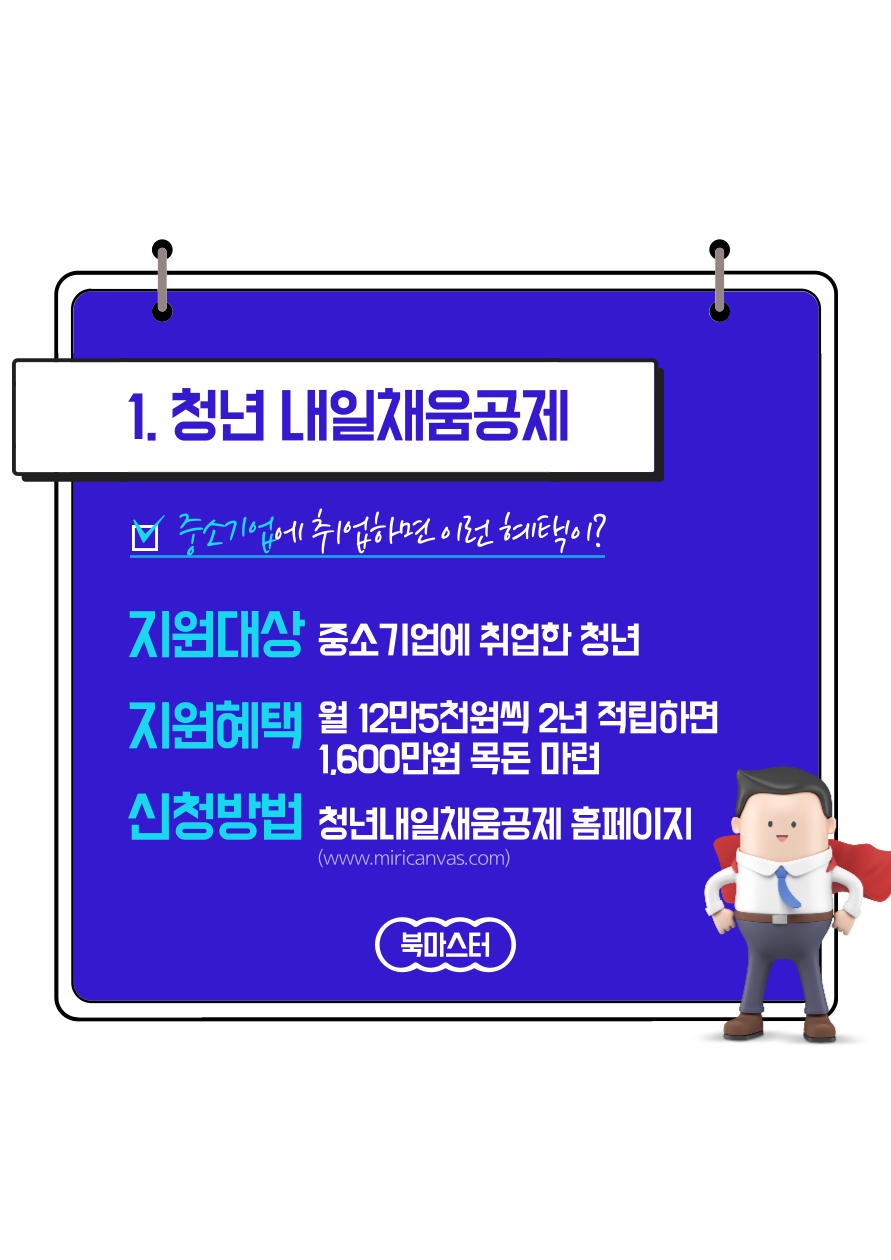 1. 청년 내일채움공제
중소기업에 취업하면 이런 혜택이?
지원대상 중소기업에 취업한 청년
지원혜택 월 12만5천원씩 2년 적립하면
1,600만원 목돈 마련
신청방법 청년내일채움공제 홈페이지
(www.miricanvas.com)
북마스터